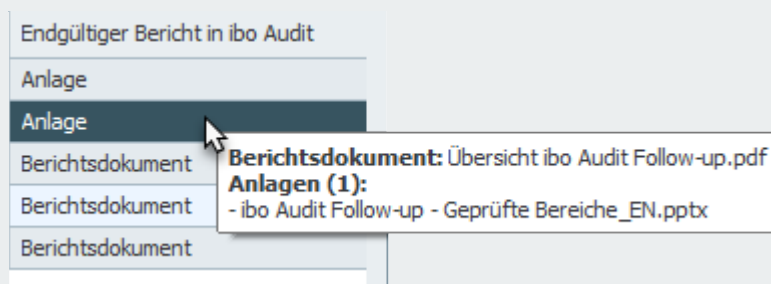 Endgültiger Bericht in ibo Audit
Anlage
Anlage
Berichtsdokument
Berichtsdokument: Übersicht ibo Audit Follow-up.pdf
Anlagen (1):
- ibo Audit Follow-up - Geprüfte Bereiche_EN.pptx
Berichtsdokument
Berichtsdokument